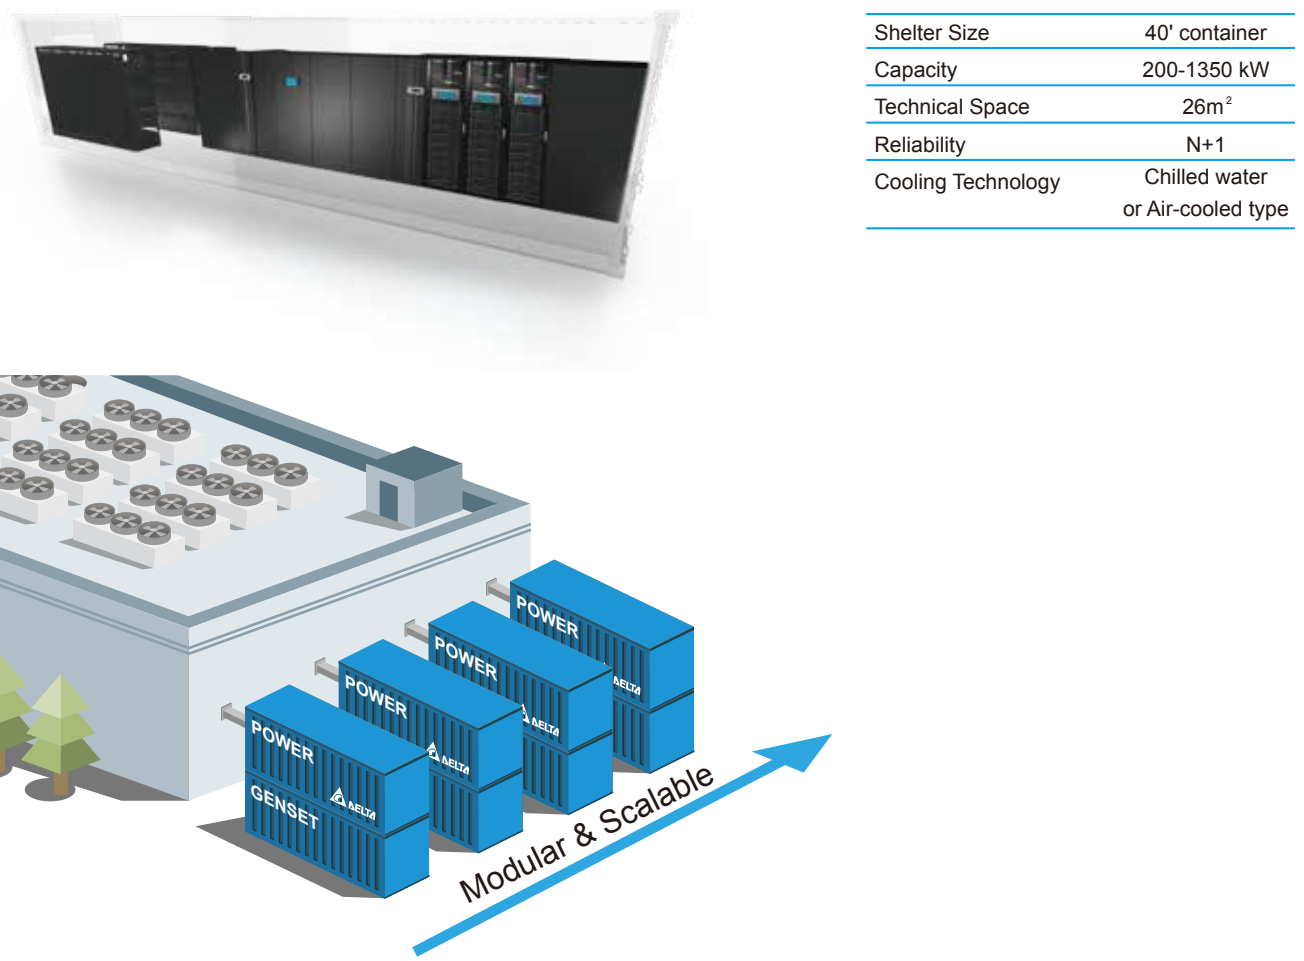 Shelter Size 40' container
Capacity 200-1350 kW
Technical Space 26m²
Reliability N+1
Cooling Technology Chilled water
or Air-cooled type
POWER
DELTA
POWER
DELTA
POWER
DELTA
POWER
DELTA
GENSET
Modular & Scalable